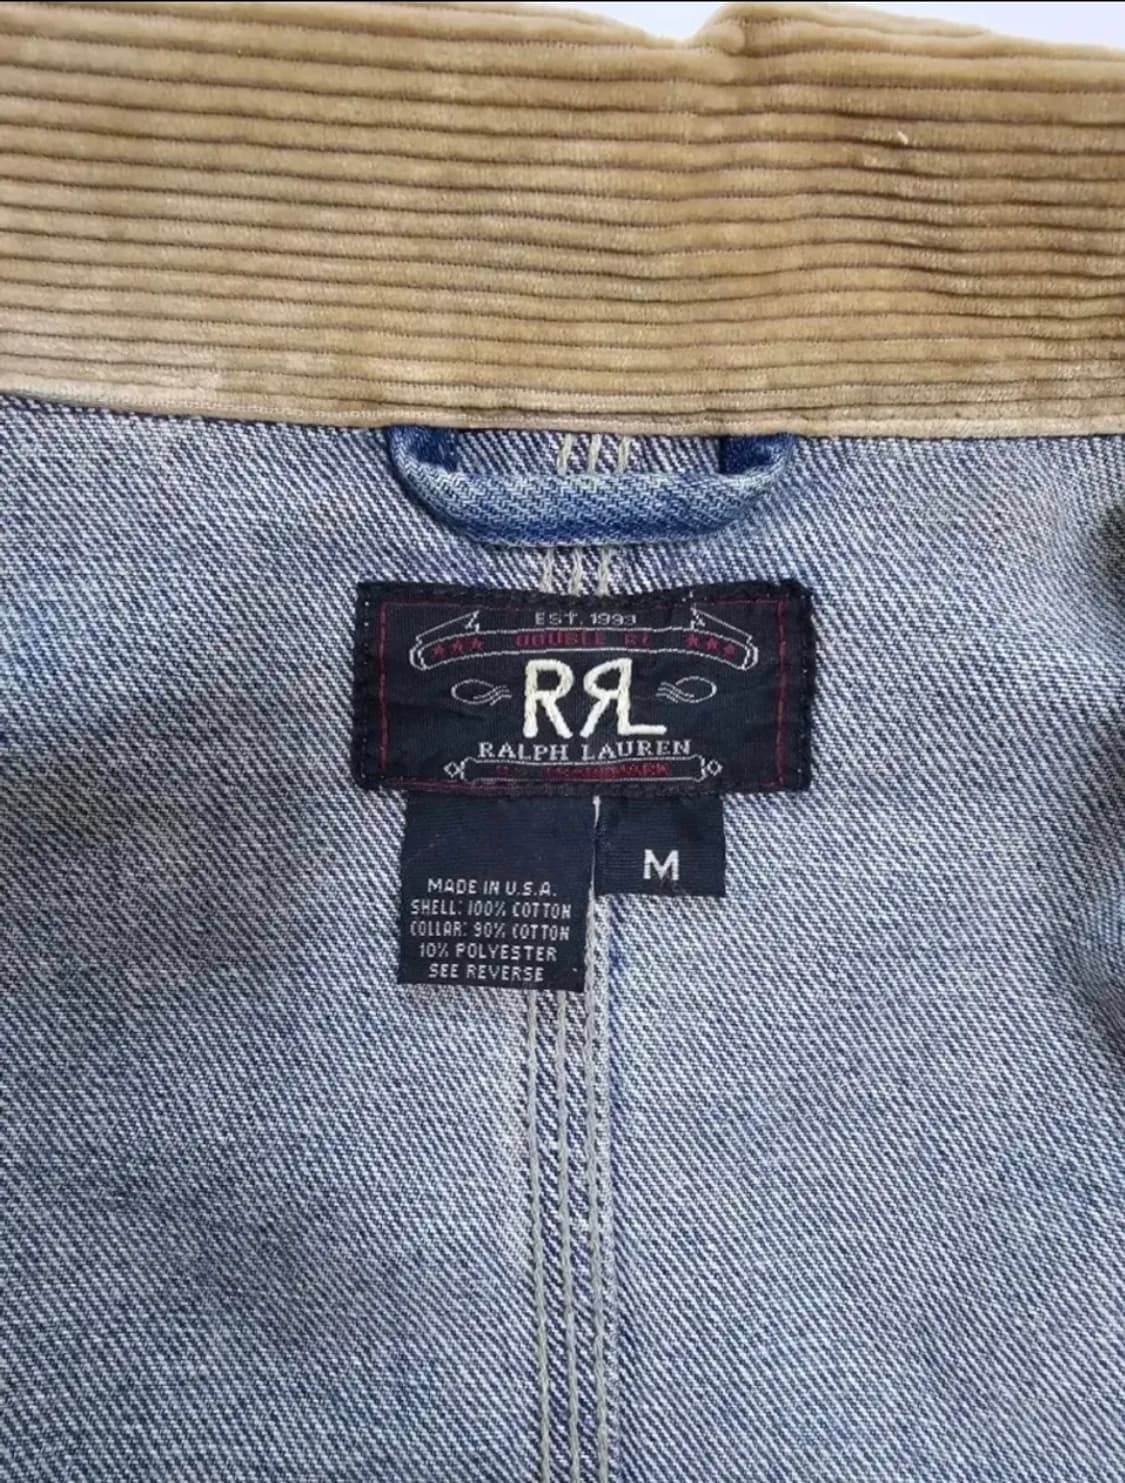 EST. 1993
DOUBLE RL
RRL
RALPH LAUREN
TRADEMARK
M
MADE IN U.S.A.
SHELL: 100% COTTON
COLLAR: 90% COTTON
10% POLYESTER
SEE REVERSE